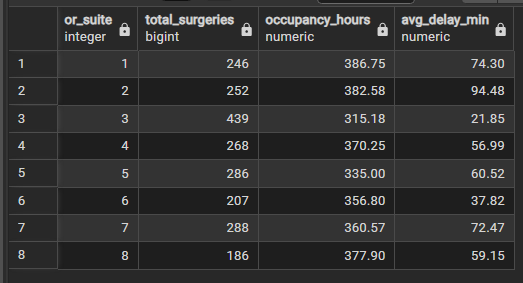 or_suite total_surgeries occupancy_hours avg_delay_min
integer bigint numeric numeric
1 1 246 386.75 74.30
2 2 252 382.58 94.48
3 3 439 315.18 21.85
4 4 268 370.25 56.99
5 5 286 335.00 60.52
6 6 207 356.80 37.82
7 7 288 360.57 72.47
8 8 186 377.90 59.15